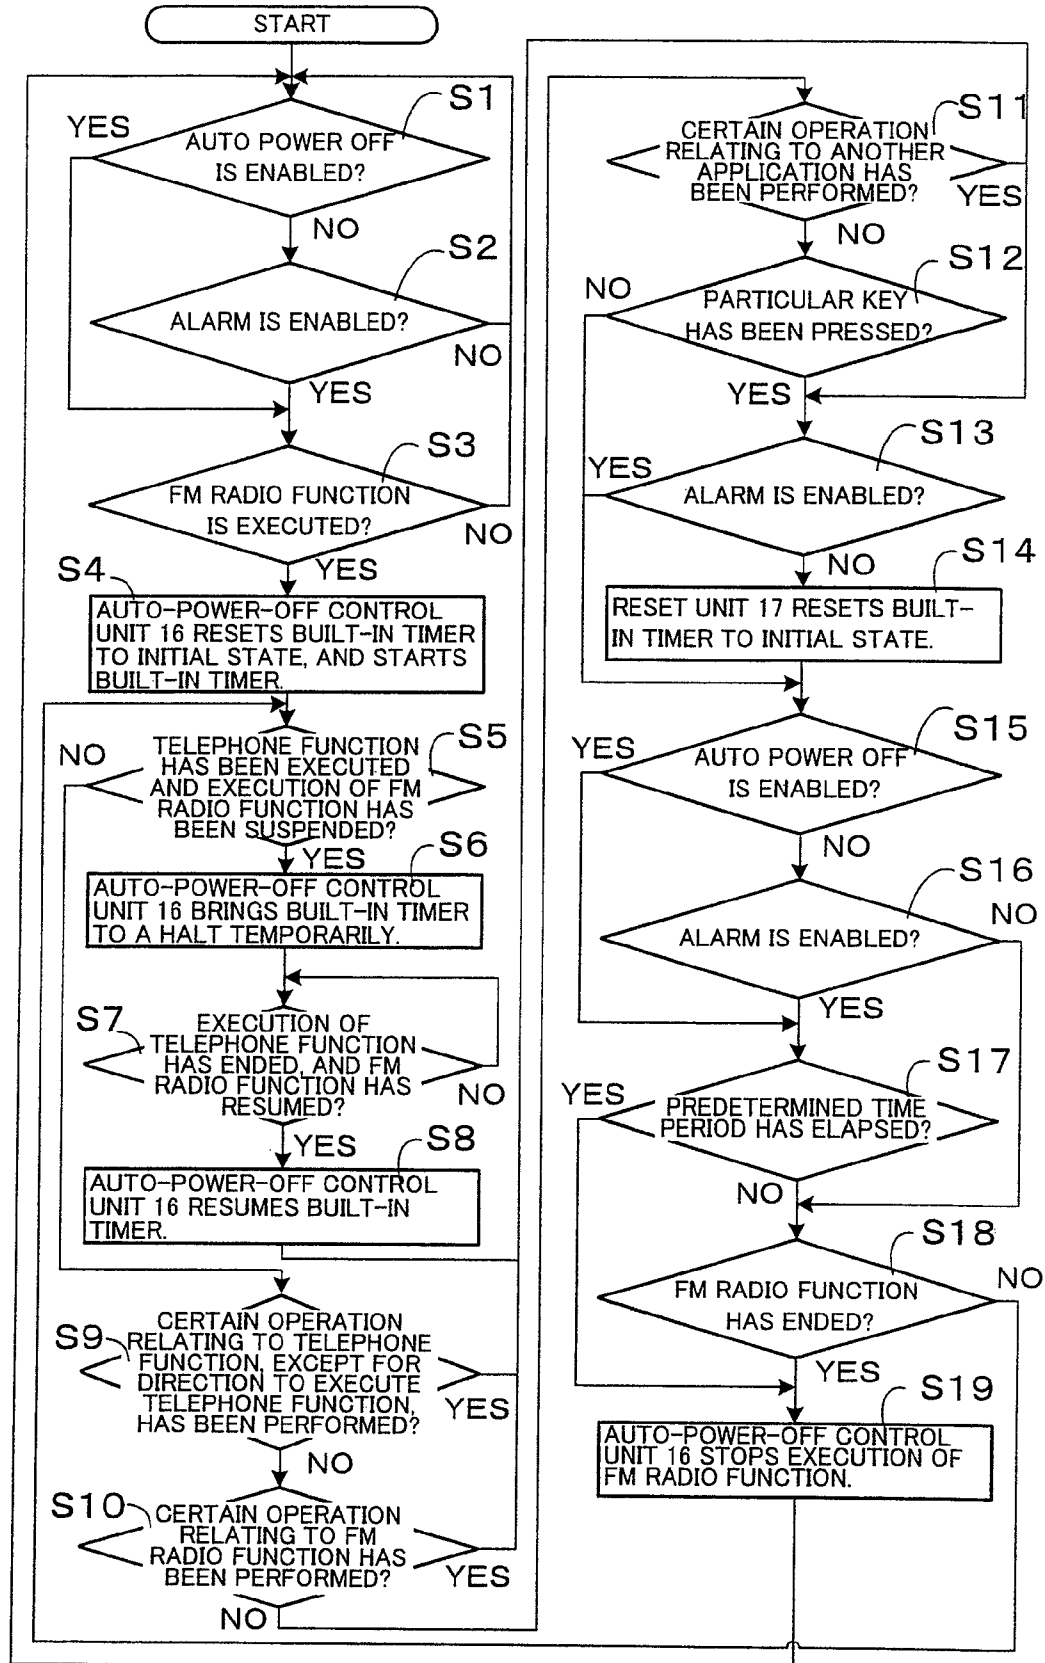 START
S1
YES
AUTO POWER OFF
IS ENABLED?
NO
S2
ALARM IS ENABLED?
NO
YES
S3
FM RADIO FUNCTION
IS EXECUTED?
NO
YES
S4
AUTO-POWER-OFF CONTROL
UNIT 16 RESETS BUILT-IN TIMER
TO INITIAL STATE, AND STARTS
BUILT-IN TIMER.
S5
NO
TELEPHONE FUNCTION
HAS BEEN EXECUTED
AND EXECUTION OF FM
RADIO FUNCTION HAS
BEEN SUSPENDED?
YES
S6
AUTO-POWER-OFF CONTROL
UNIT 16 BRINGS BUILT-IN TIMER
TO A HALT TEMPORARILY.
S7
EXECUTION OF
TELEPHONE FUNCTION
HAS ENDED, AND FM
RADIO FUNCTION HAS
RESUMED?
NO
YES
S8
AUTO-POWER-OFF CONTROL
UNIT 16 RESUMES BUILT-IN
TIMER.
S9
CERTAIN OPERATION
RELATING TO TELEPHONE
FUNCTION, EXCEPT FOR
DIRECTION TO EXECUTE
TELEPHONE FUNCTION,
HAS BEEN PERFORMED?
YES
NO
S10
CERTAIN OPERATION
RELATING TO FM
RADIO FUNCTION HAS
BEEN PERFORMED?
YES
NO
S11
CERTAIN OPERATION
RELATING TO ANOTHER
APPLICATION HAS
BEEN PERFORMED?
YES
NO
S12
NO
PARTICULAR KEY
HAS BEEN PRESSED?
YES
S13
YES
ALARM IS ENABLED?
NO
S14
RESET UNIT 17 RESETS BUILT-
IN TIMER TO INITIAL STATE.
S15
YES
AUTO POWER OFF
IS ENABLED?
NO
S16
NO
ALARM IS ENABLED?
YES
S17
YES
PREDETERMINED TIME
PERIOD HAS ELAPSED?
NO
S18
NO
FM RADIO FUNCTION
HAS ENDED?
YES
S19
AUTO-POWER-OFF CONTROL
UNIT 16 STOPS EXECUTION OF
FM RADIO FUNCTION.